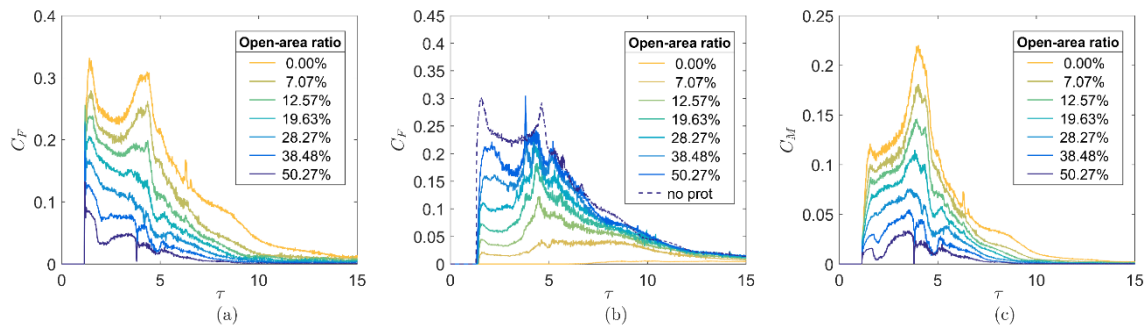 0.4
0.3
0.2
0.1
0
C_F
0 5 10 15
τ
(a)
Open-area ratio
0.00%
7.07%
12.57%
19.63%
28.27%
38.48%
50.27%
0.45
0.4
0.35
0.3
0.25
0.2
0.15
0.1
0.05
0
C_F
0 5 10 15
τ
(b)
Open-area ratio
0.00%
7.07%
12.57%
19.63%
28.27%
38.48%
50.27%
no prot
0.25
0.2
0.15
0.1
0.05
0
C_M
0 5 10 15
τ
(c)
Open-area ratio
0.00%
7.07%
12.57%
19.63%
28.27%
38.48%
50.27%